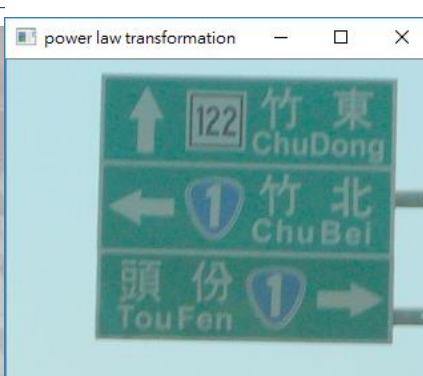 power law transformation
122 竹東
ChuDong
1 竹北
ChuBei
頭份 1
TouFen